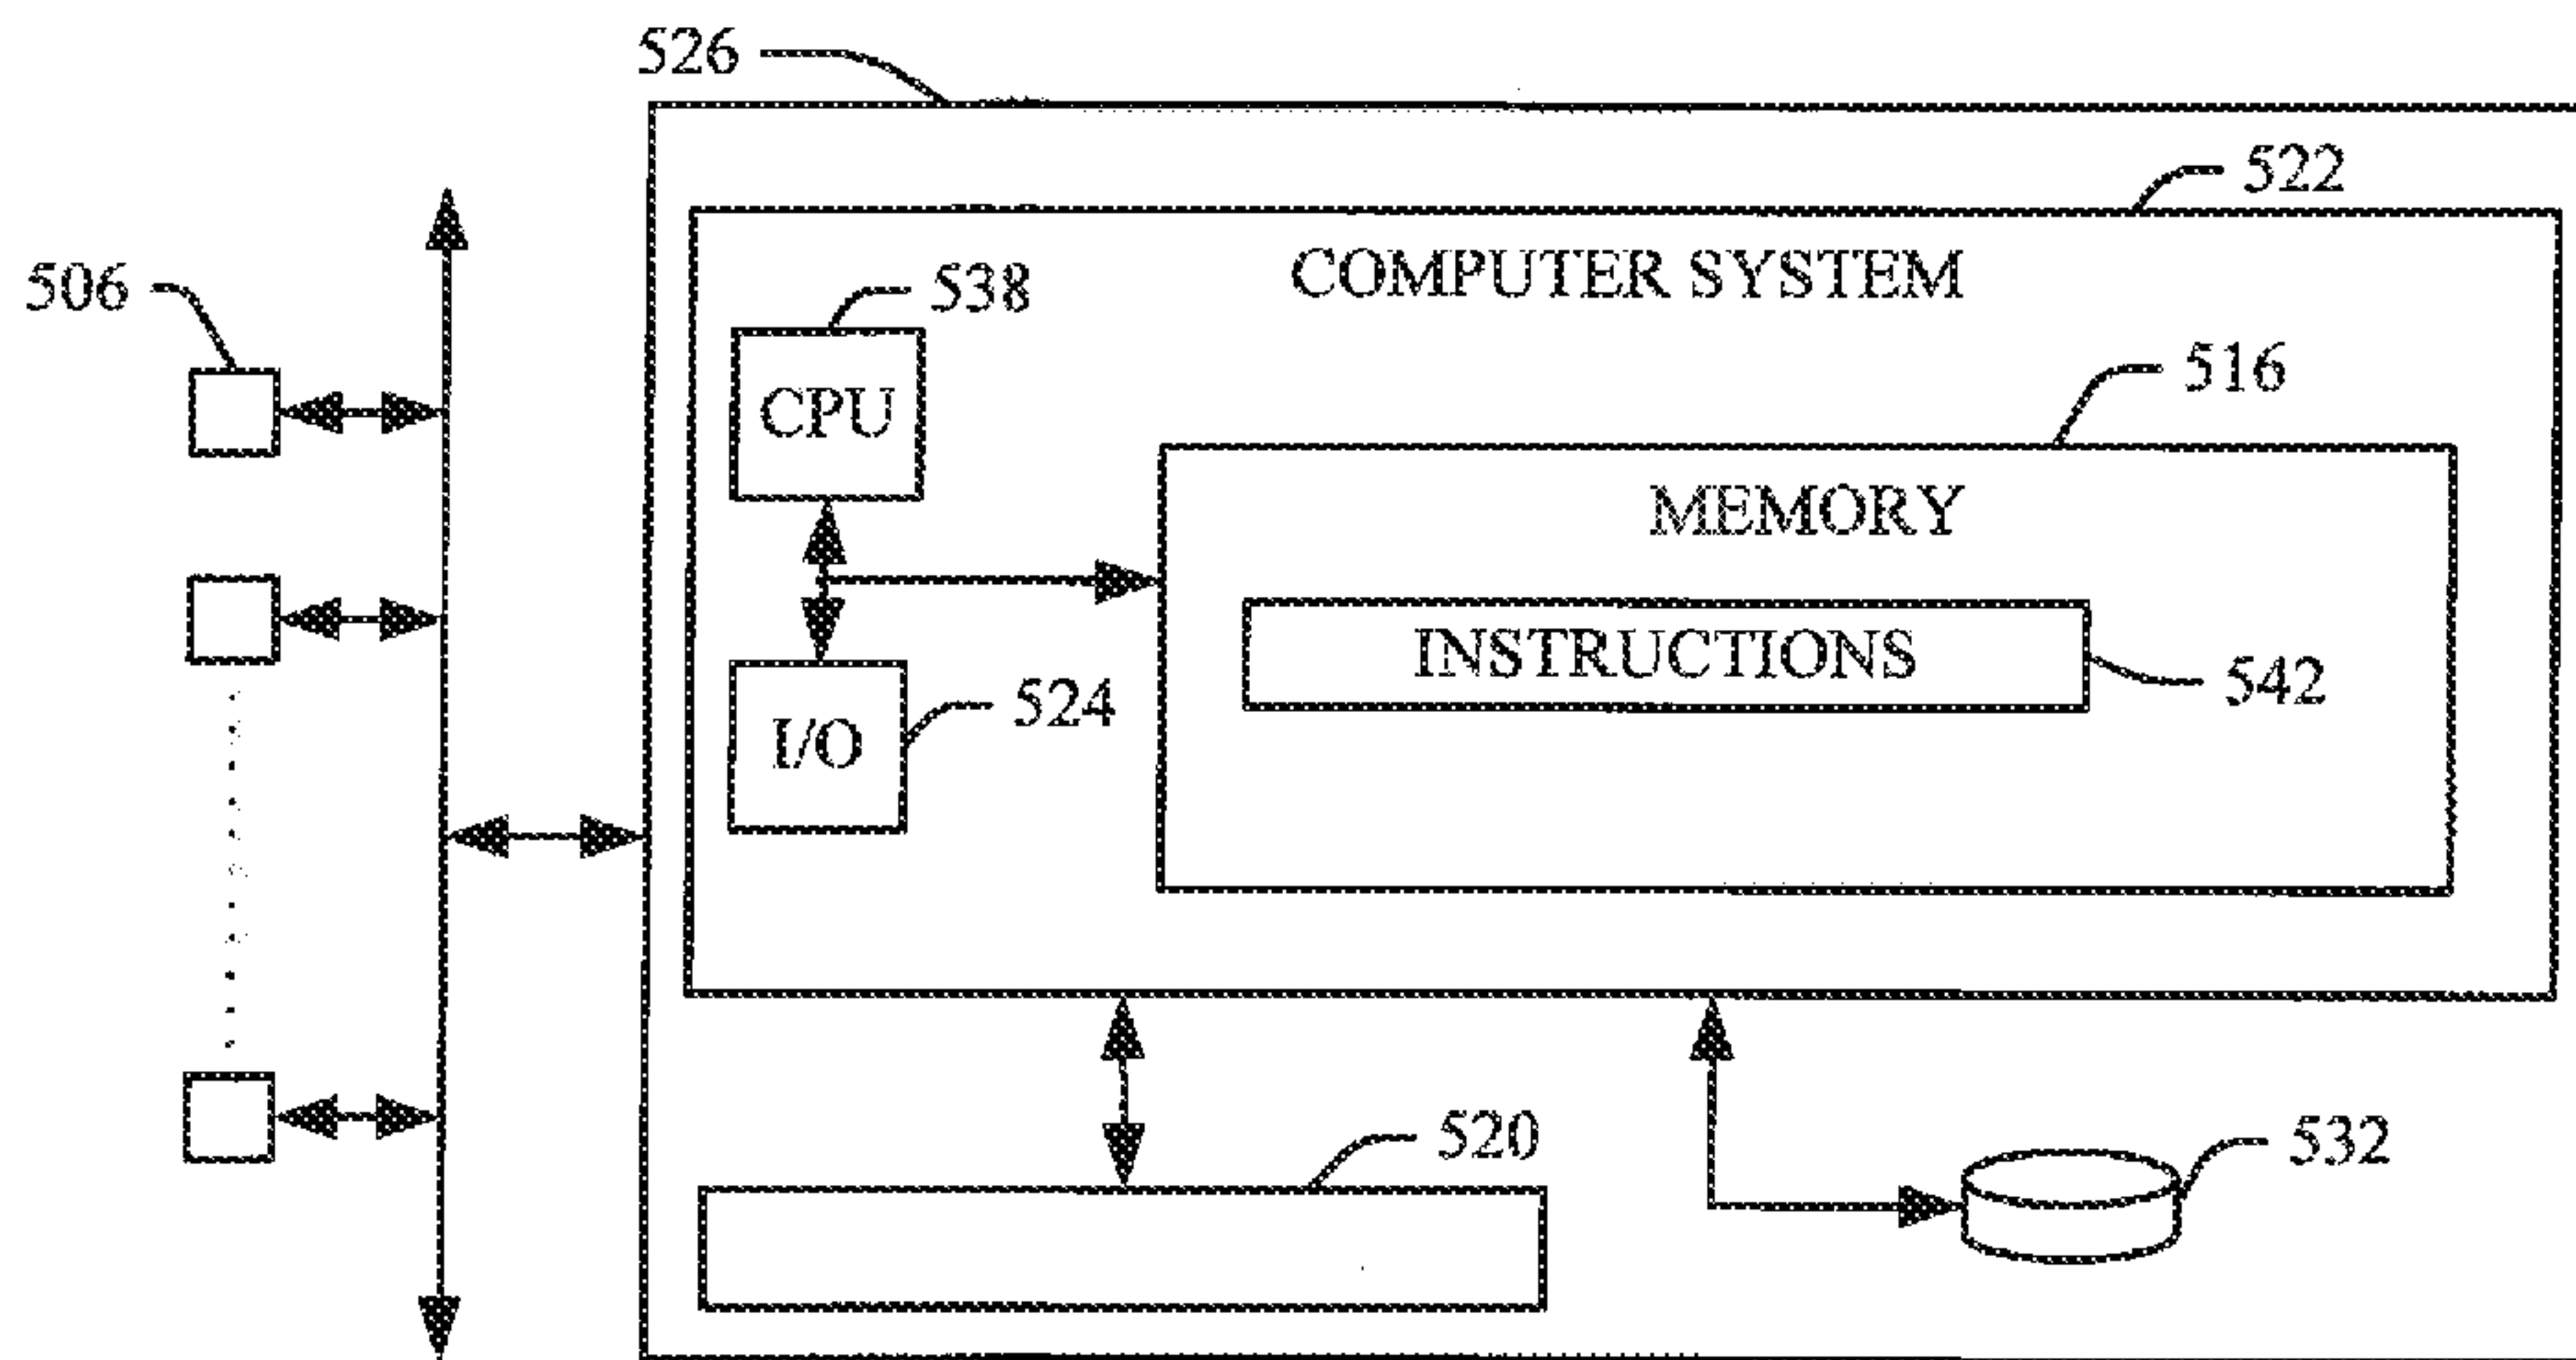 526
522
COMPUTER SYSTEM
506
538
516
CPU
MEMORY
INSTRUCTIONS
542
524
I/O
520
532